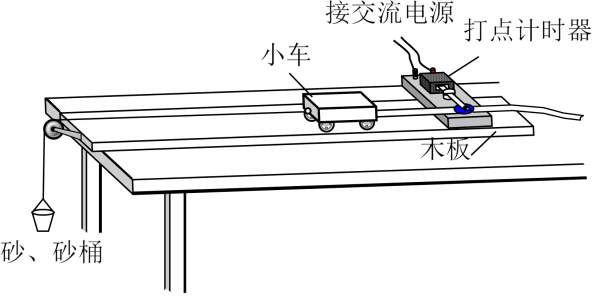 接交流电源
打点计时器
小车
木板
砂、砂桶